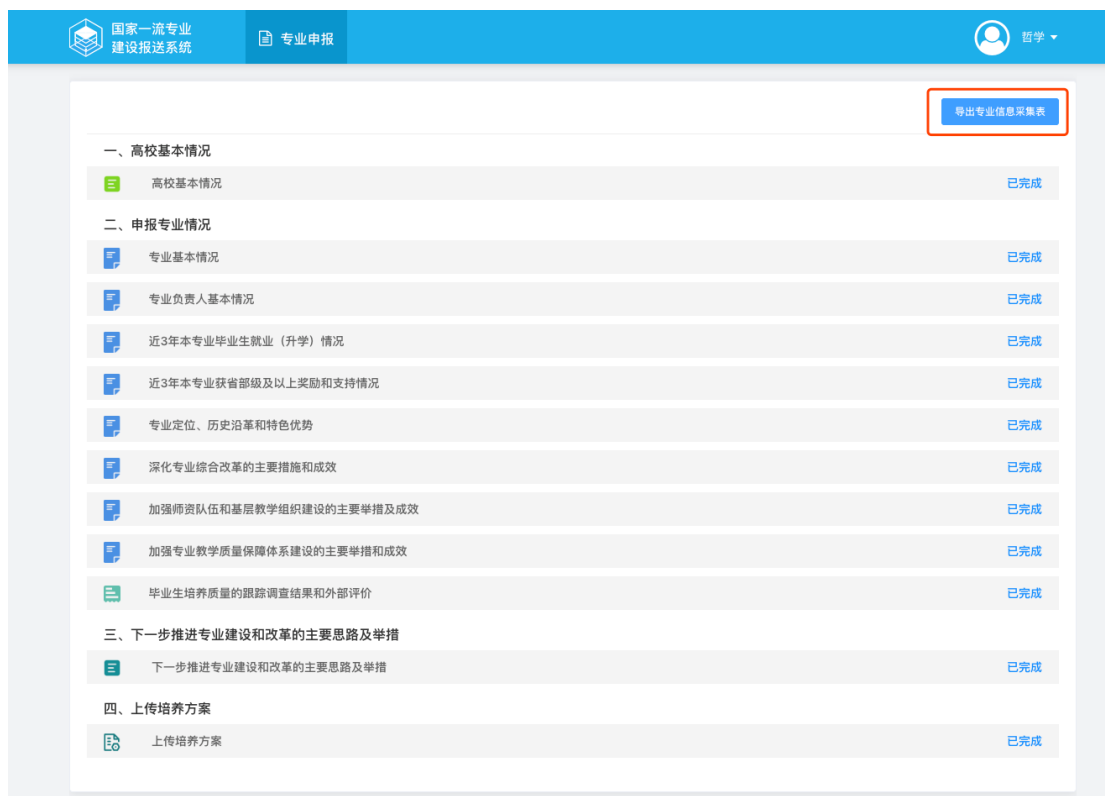 国家一流专业
建设报送系统
专业申报
哲学
导出专业信息采集表
一、高校基本情况
高校基本情况 已完成
二、申报专业情况
专业基本情况 已完成
专业负责人基本情况 已完成
近3年本专业毕业生就业（升学）情况 已完成
近3年本专业获省部级及以上奖励和支持情况 已完成
专业定位、历史沿革和特色优势 已完成
深化专业综合改革的主要措施和成效 已完成
加强师资队伍和基层教学组织建设的主要举措及成效 已完成
加强专业教学质量保障体系建设的主要举措和成效 已完成
毕业生培养质量的跟踪调查结果和外部评价 已完成
三、下一步推进专业建设和改革的主要思路及举措
下一步推进专业建设和改革的主要思路及举措 已完成
四、上传培养方案
上传培养方案 已完成